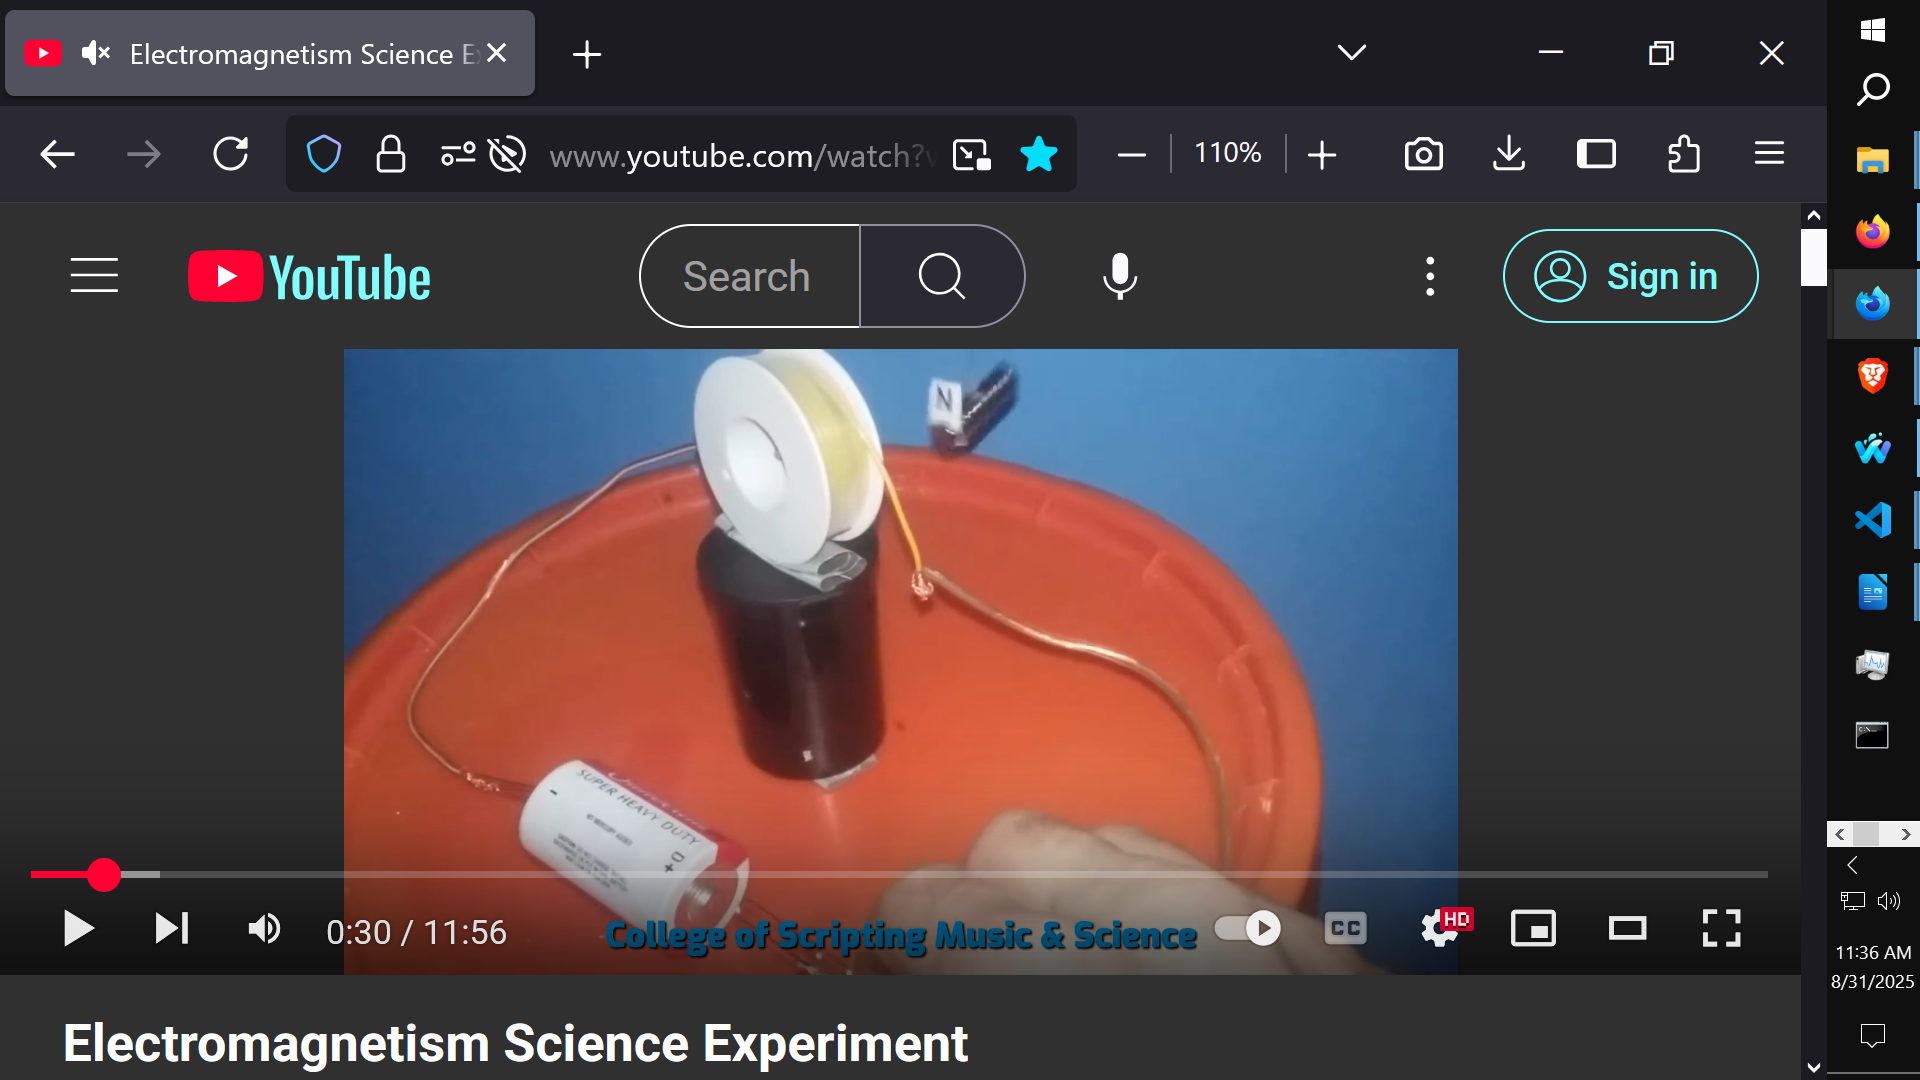 Electromagnetism Science E
www.youtube.com/watch?v
110%
YouTube
Search
Sign in
N
SUPER HEAVY DUTY
-
D+
0:30 / 11:56
College of Scripting Music & Science
CC
HD
11:36 AM
8/31/2025
Electromagnetism Science Experiment